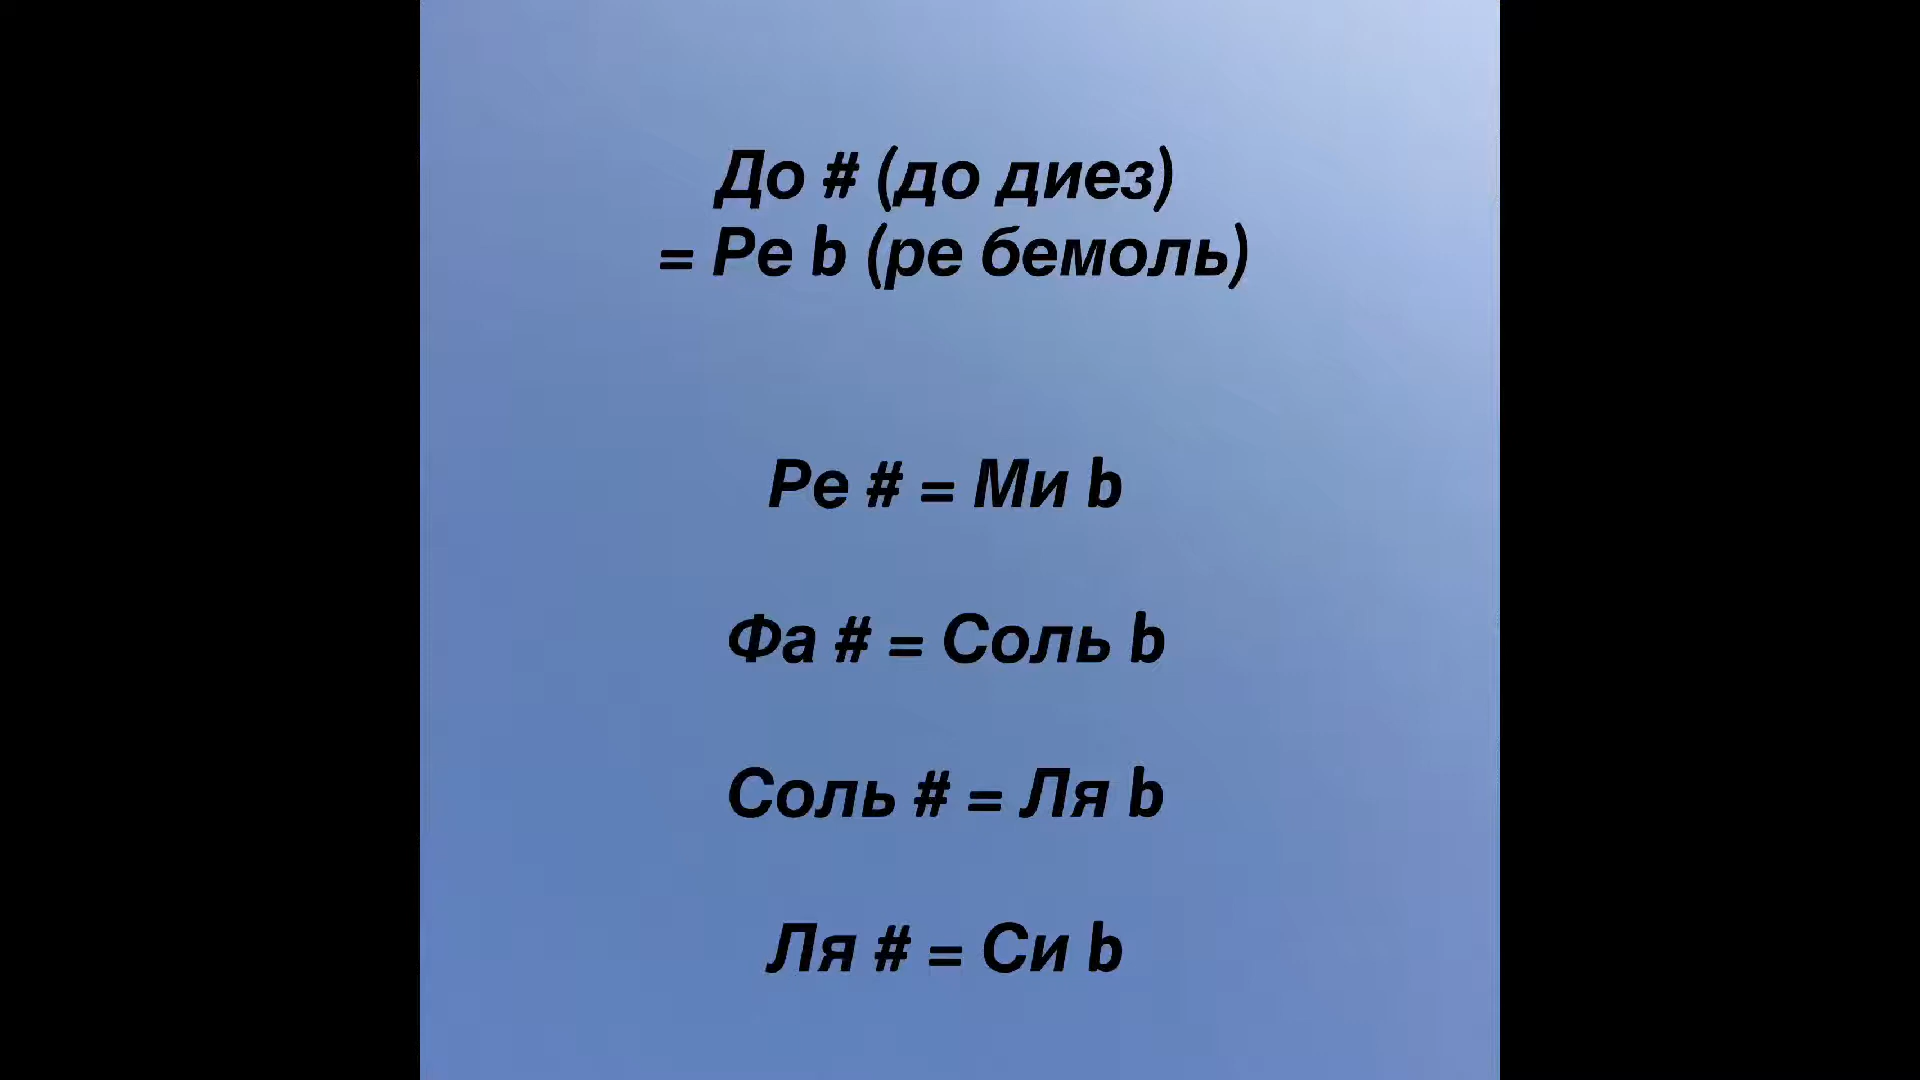 До # (до диез)
= Ре b (ре бемоль)
Ре # = Ми b
Фа # = Соль b
Соль # = Ля b
Ля # = Си b